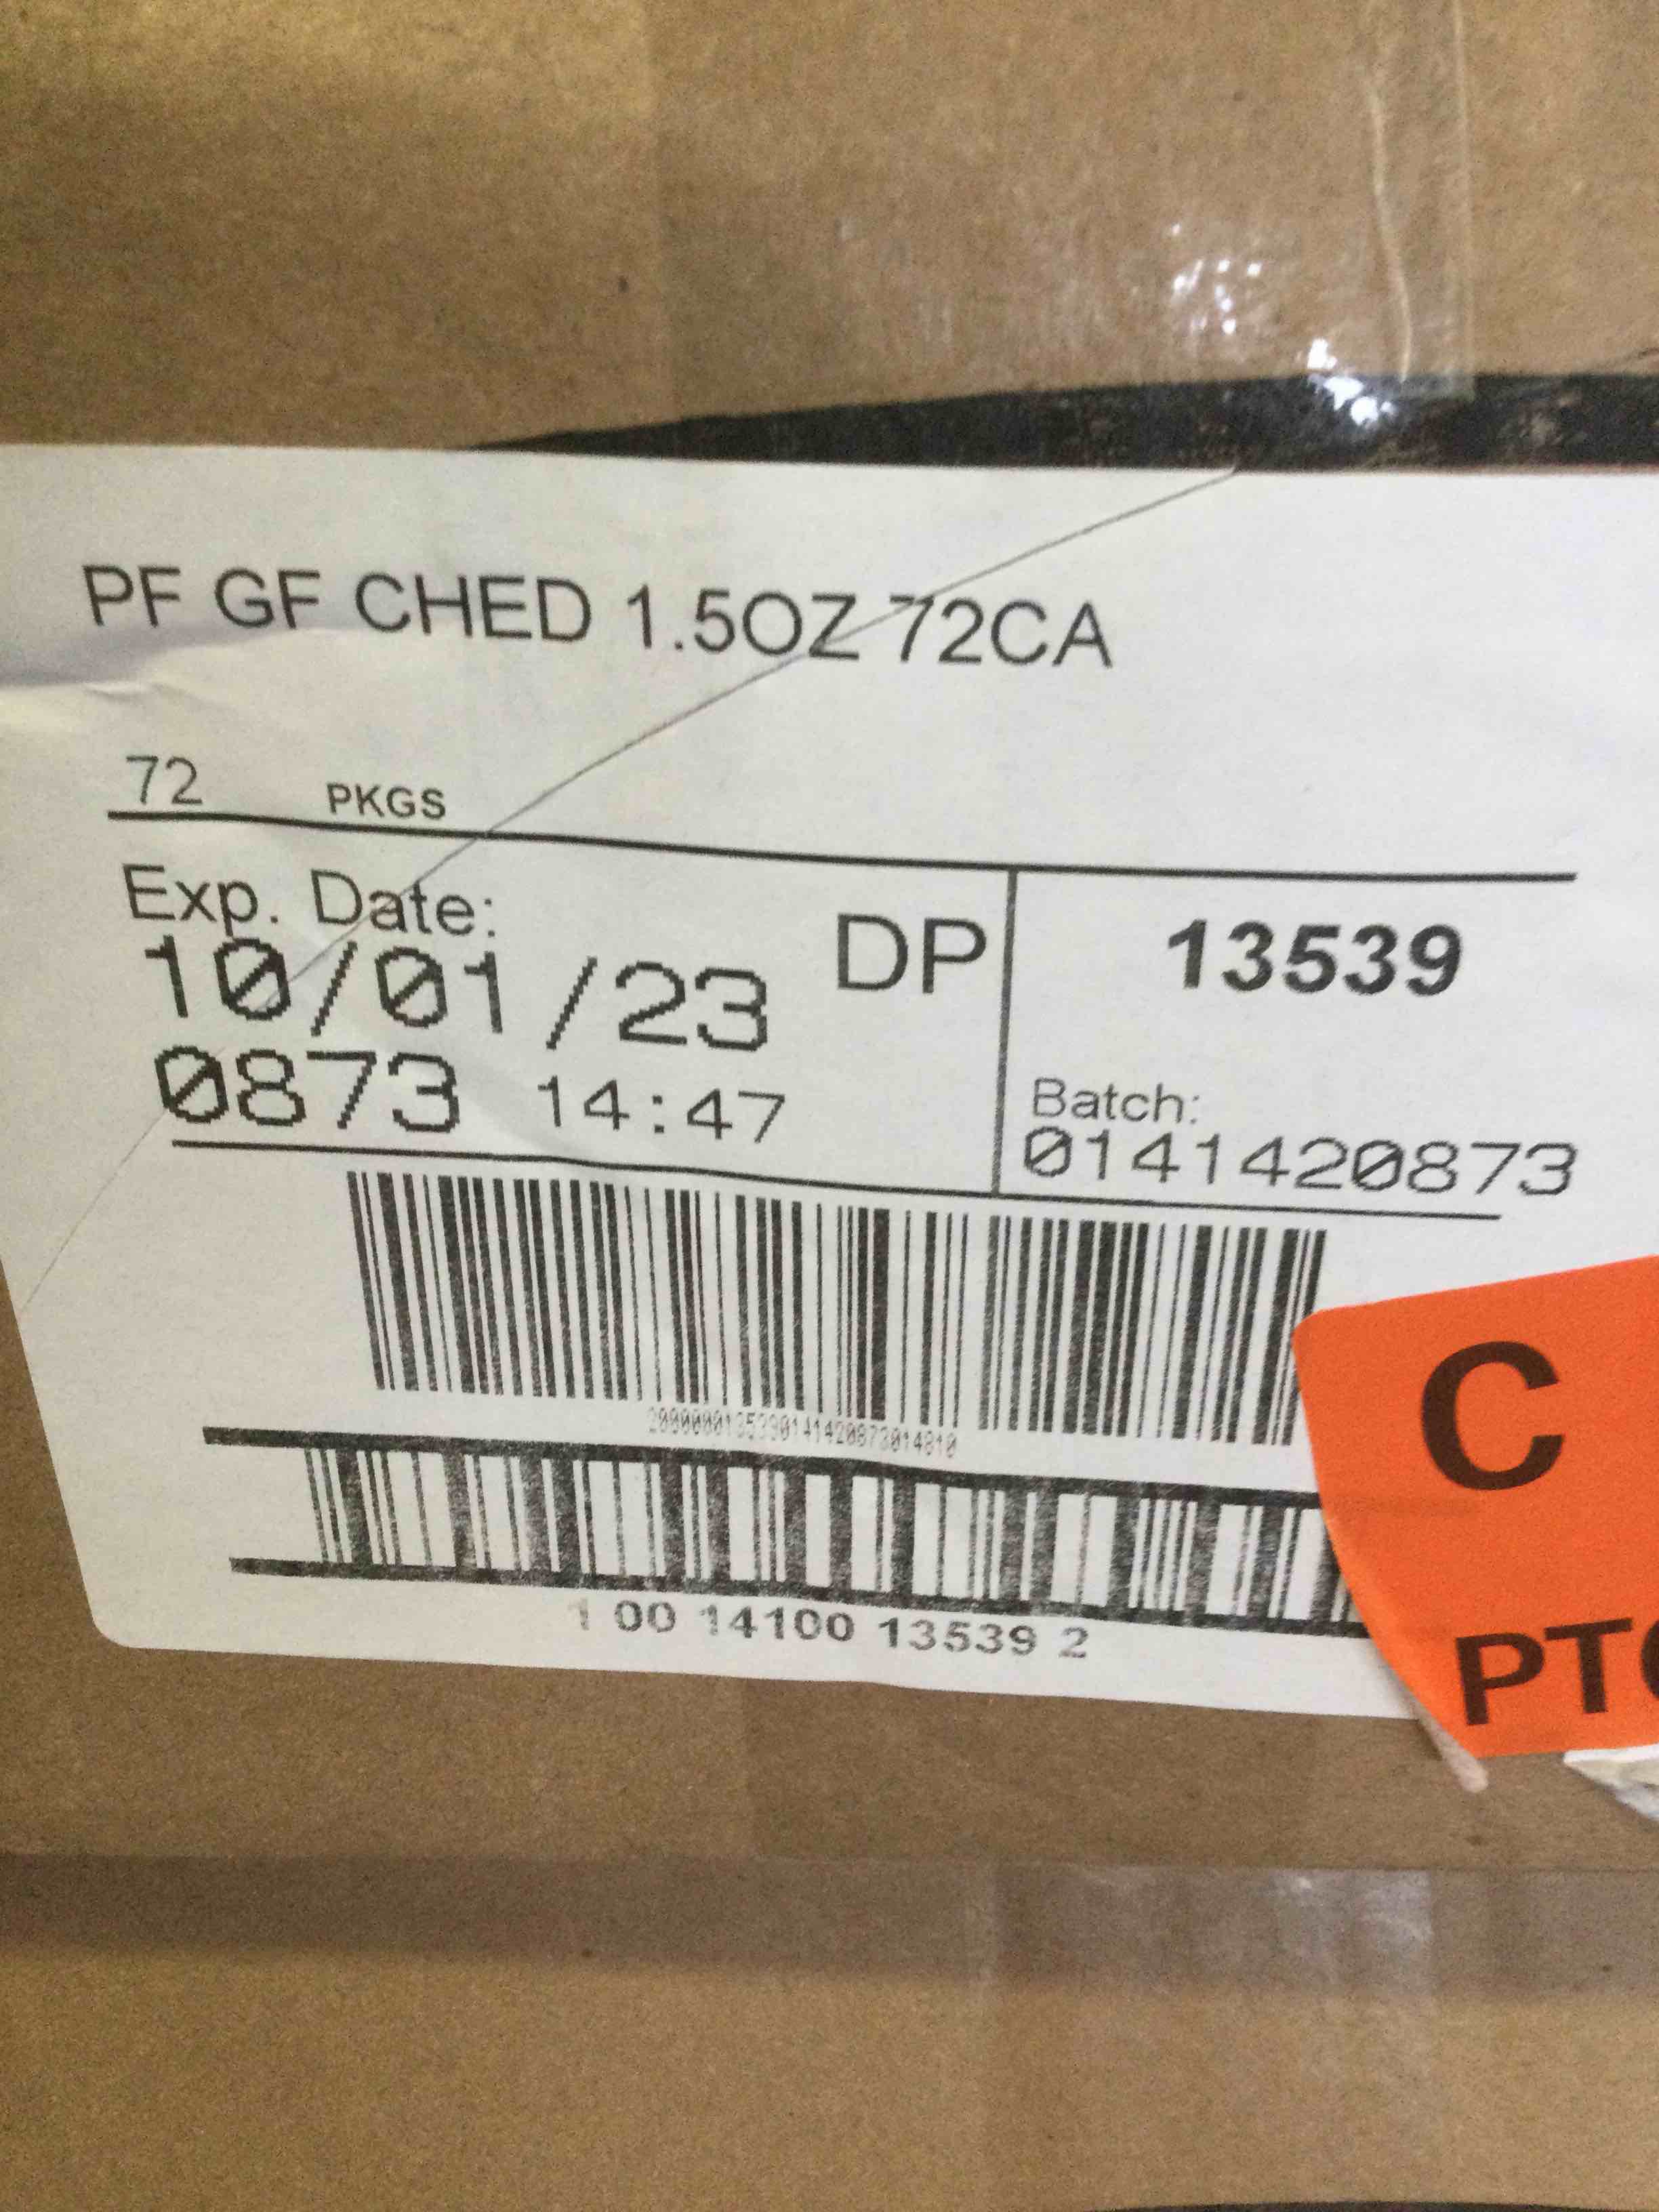 PF GF CHED 1.5OZ 72CA
72 PKGS
Exp. Date:
10/01/23 DP
0873 14:47
13539
Batch:
0141420873
2000000135390141420873014810
1 00 14100 13539 2
C
PT